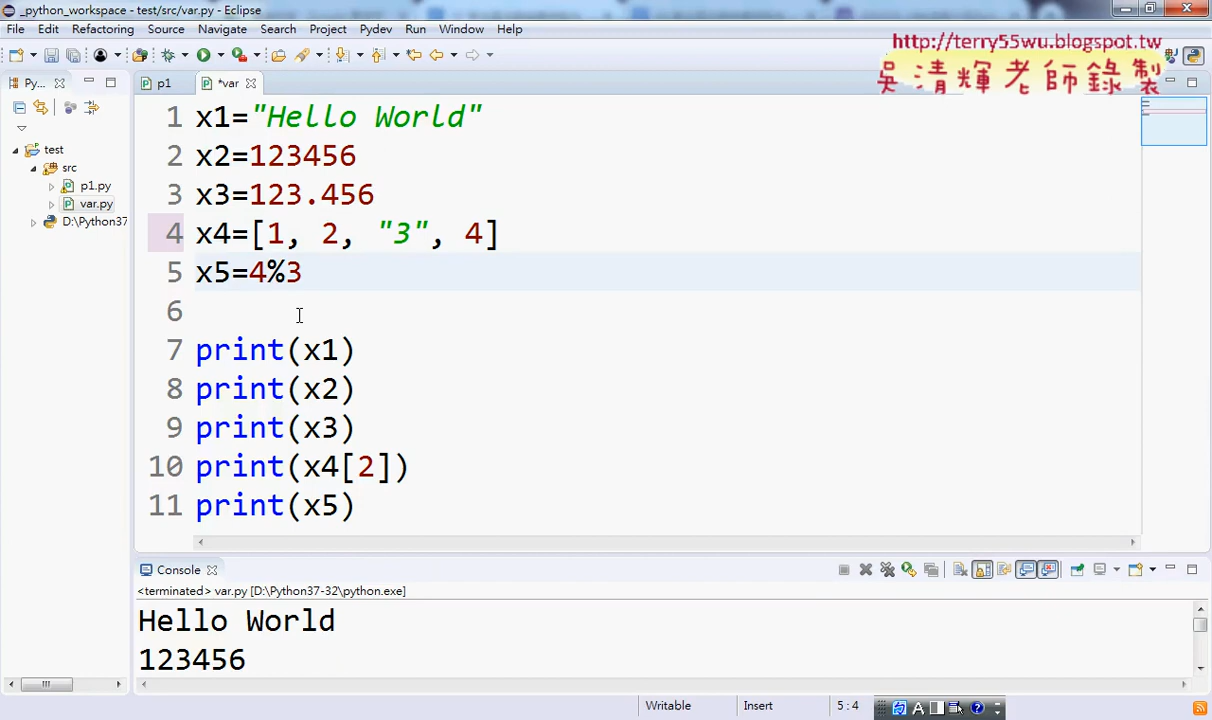 _python_workspace - test/src/var.py - Eclipse
File Edit Refactoring Source Navigate Search Project Pydev Run Window Help
http://terry55wu.blogspot.tw
吳清輝老師錄製
Py...
p1
*var
test
src
p1.py
var.py
D:\Python37
1 x1="Hello World"
2 x2=123456
3 x3=123.456
4 x4=[1, 2, "3", 4]
5 x5=4%3
6
7 print(x1)
8 print(x2)
9 print(x3)
10 print(x4[2])
11 print(x5)
Console
<terminated> var.py [D:\Python37-32\python.exe]
Hello World
123456
Writable Insert 5:4